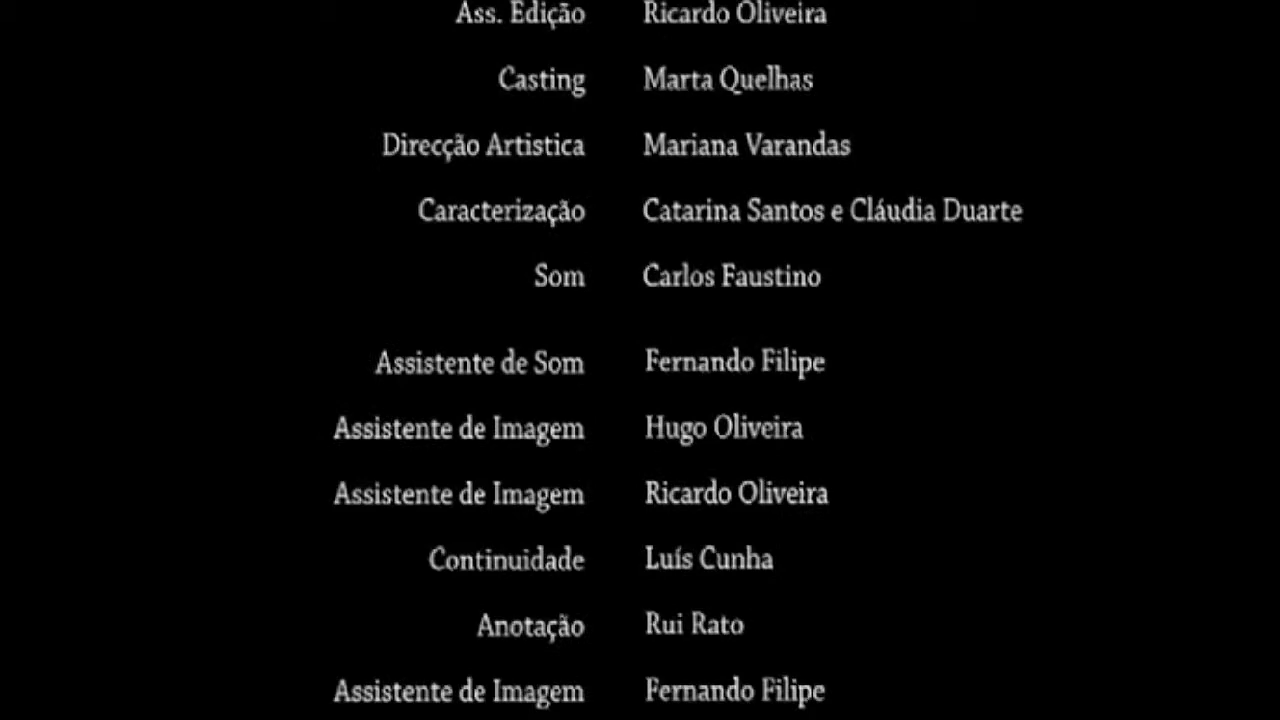 Ass. Edição Ricardo Oliveira
Casting Marta Quelhas
Direcção Artistica Mariana Varandas
Caracterização Catarina Santos e Cláudia Duarte
Som Carlos Faustino
Assistente de Som Fernando Filipe
Assistente de Imagem Hugo Oliveira
Assistente de Imagem Ricardo Oliveira
Continuidade Luís Cunha
Anotação Rui Rato
Assistente de Imagem Fernando Filipe